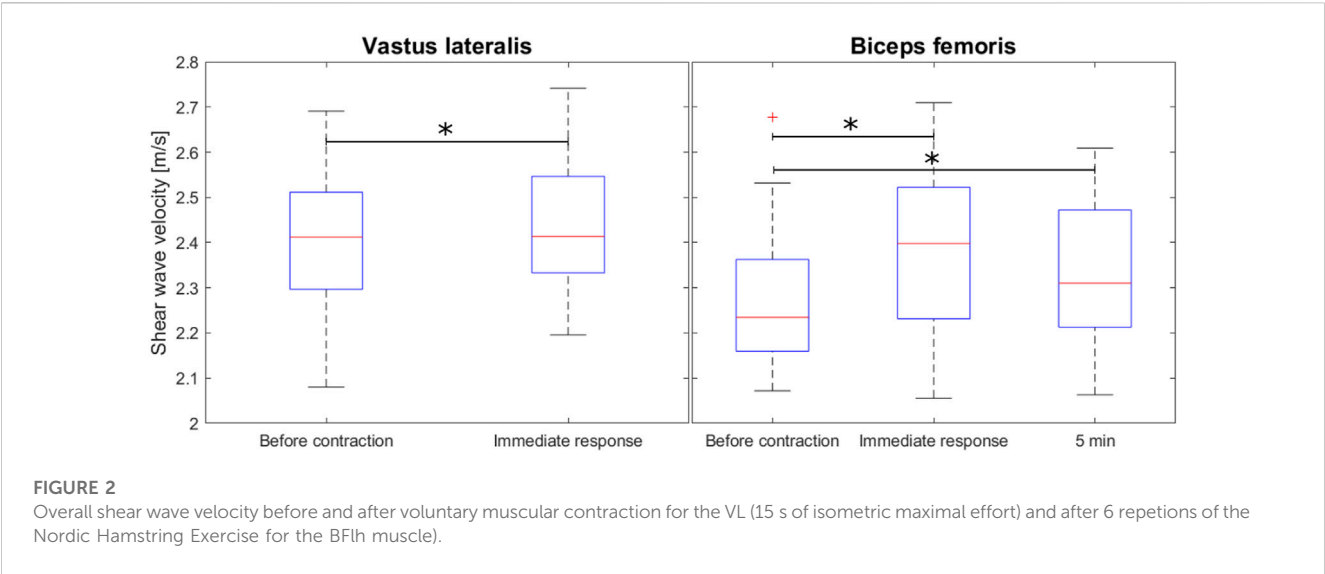 Vastus lateralis
Biceps femoris
Shear wave velocity [m/s]
2.8
2.7
2.6
2.5
2.4
2.3
2.2
2.1
2
*
*
*
Before contraction
Immediate response
Before contraction
Immediate response
5 min
FIGURE 2
Overall shear wave velocity before and after voluntary muscular contraction for the VL (15 s of isometric maximal effort) and after 6 repetions of the
Nordic Hamstring Exercise for the BFlh muscle).